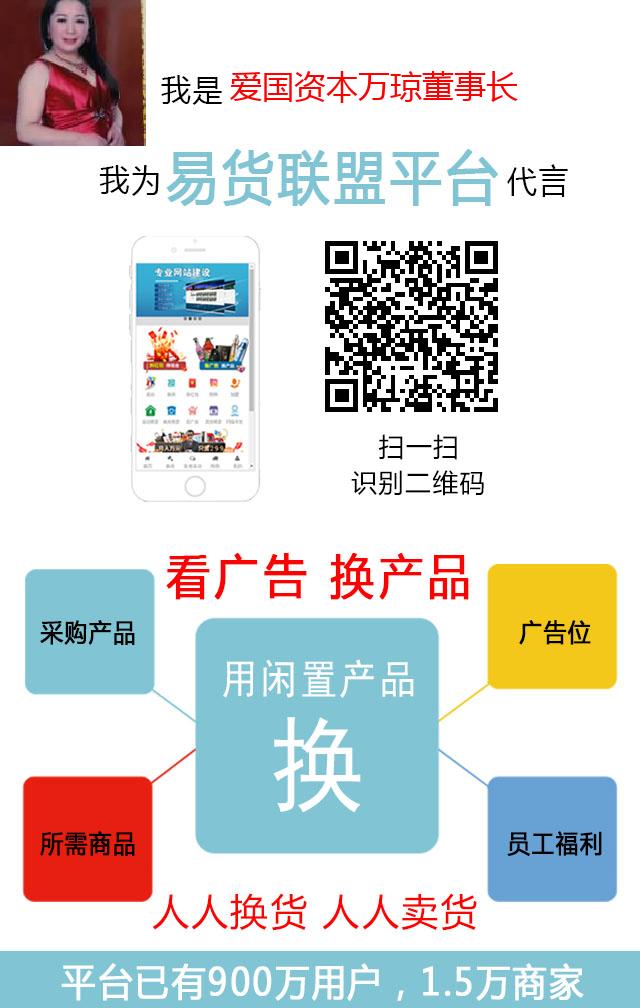 我是 爱国资本万琼董事长
我为 易货联盟平台 代言
专业网站建设
扫一扫
识别二维码
看广告 换产品
采购产品
广告位
用闲置产品
换
所需商品
员工福利
人人换货 人人卖货
平台已有900万用户，1.5万商家